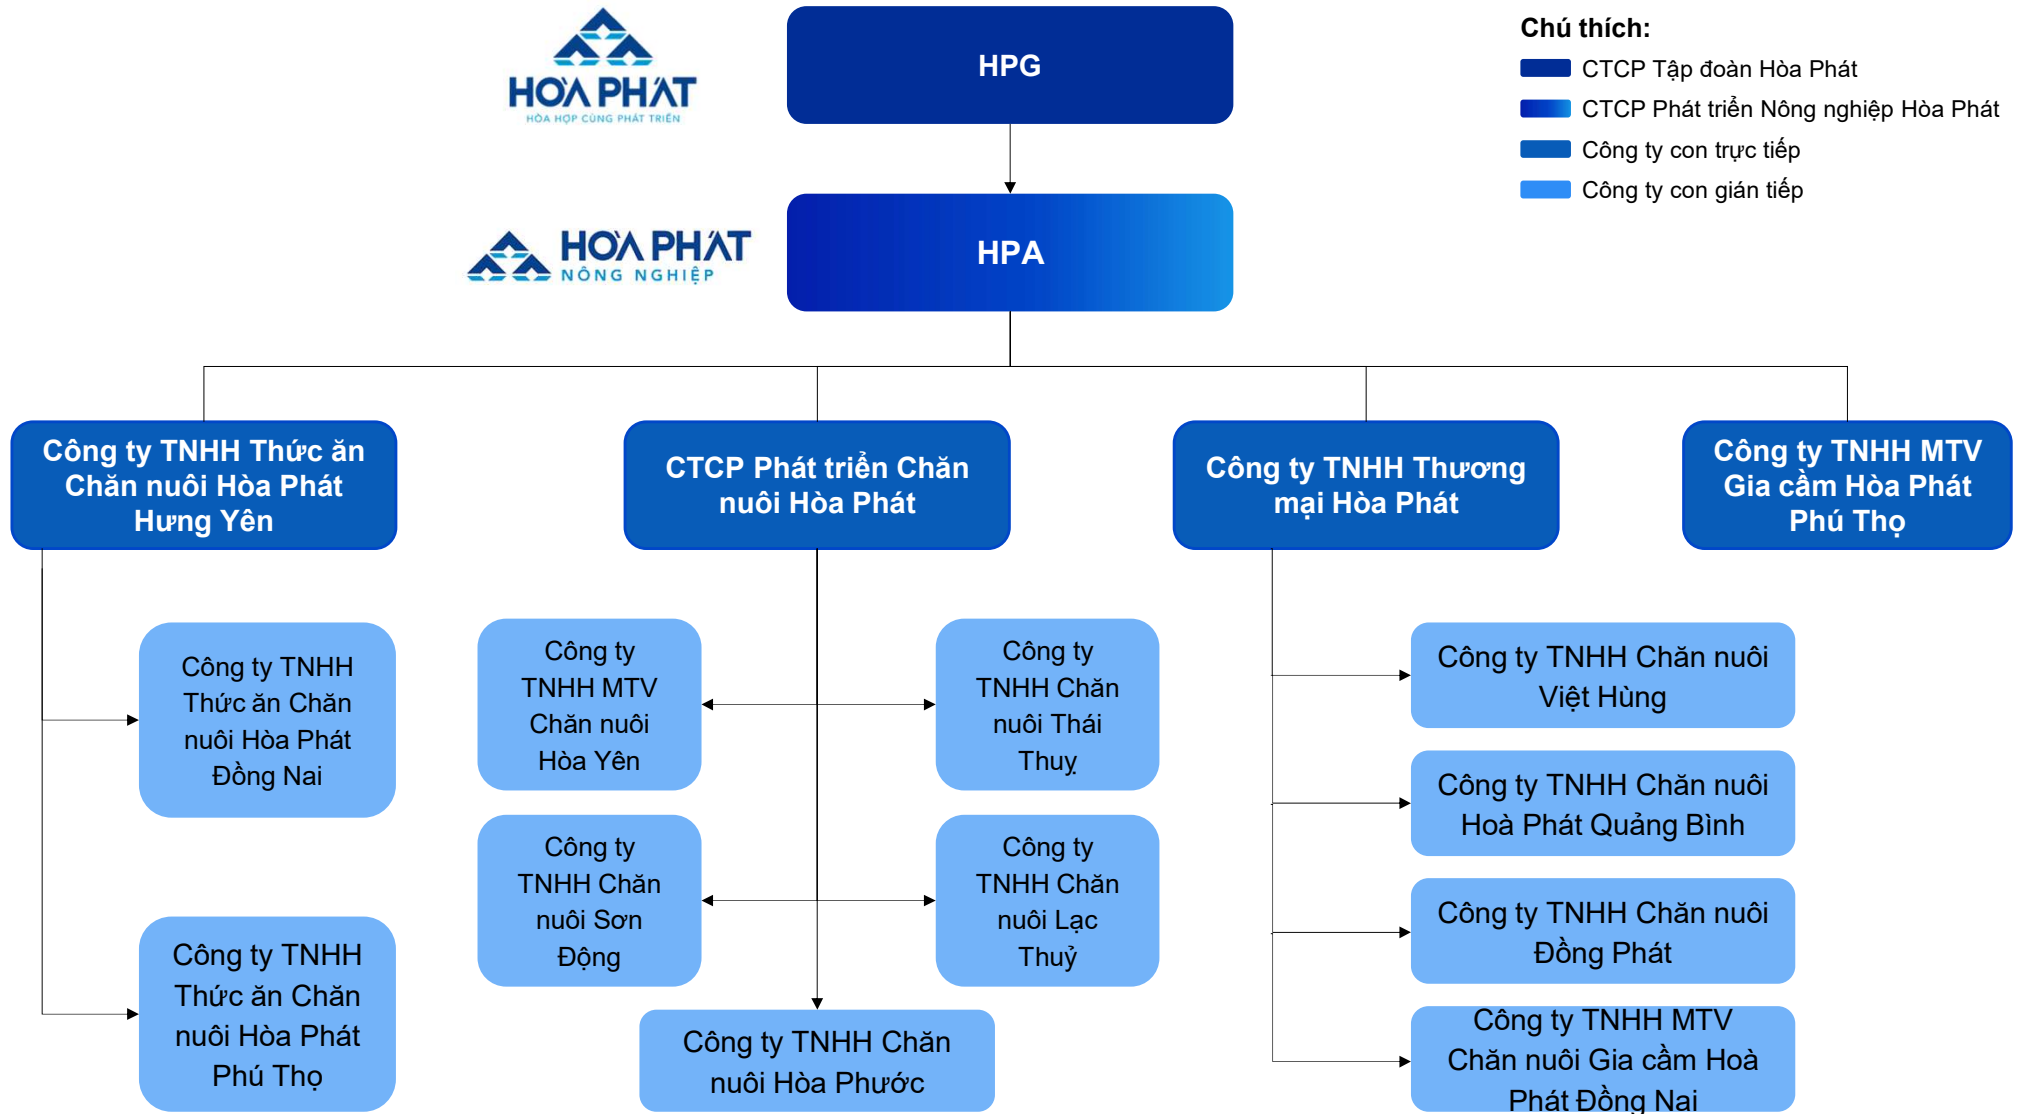 HÒA PHÁT
HÒA HỢP CÙNG PHÁT TRIỂN
HPG
Chú thích:
CTCP Tập đoàn Hòa Phát
CTCP Phát triển Nông nghiệp Hòa Phát
Công ty con trực tiếp
Công ty con gián tiếp
HÒA PHÁT
NÔNG NGHIỆP
HPA
Công ty TNHH Thức ăn
Chăn nuôi Hòa Phát
Hưng Yên
CTCP Phát triển Chăn
nuôi Hòa Phát
Công ty TNHH Thương
mại Hòa Phát
Công ty TNHH MTV
Gia cầm Hòa Phát
Phú Thọ
Công ty TNHH
Thức ăn Chăn
nuôi Hòa Phát
Đồng Nai
Công ty TNHH
Thức ăn Chăn
nuôi Hòa Phát
Phú Thọ
Công ty
TNHH MTV
Chăn nuôi
Hòa Yên
Công ty
TNHH Chăn
nuôi Thái
Thuỵ
Công ty
TNHH Chăn
nuôi Sơn
Động
Công ty
TNHH Chăn
nuôi Lạc
Thuỷ
Công ty TNHH Chăn
nuôi Hòa Phước
Công ty TNHH Chăn nuôi
Việt Hùng
Công ty TNHH Chăn nuôi
Hoà Phát Quảng Bình
Công ty TNHH Chăn nuôi
Đồng Phát
Công ty TNHH MTV
Chăn nuôi Gia cầm Hoà
Phát Đồng Nai